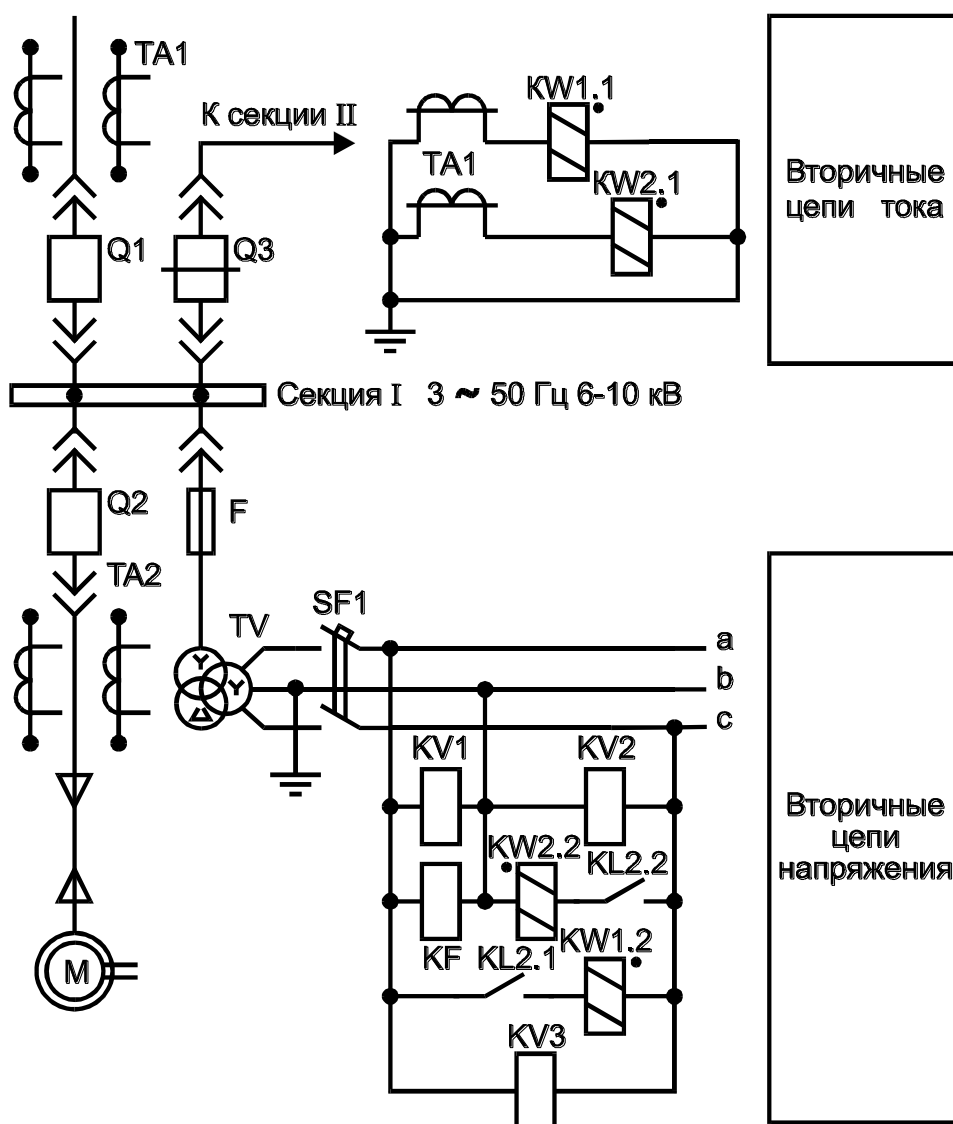 TA1
К секции II
KW1.1
TA1
KW2.1
Вторичные
цепи тока
Q1
Q3
Секция I 3 ~ 50 Гц 6-10 кВ
Q2
F
TA2
TV
SF1
Y
Y
Δ
a
b
c
KV1
KV2
KW2.2
KL2.2
Вторичные
цепи
напряжения
KF
KL2.1
KW1.2
M
KV3